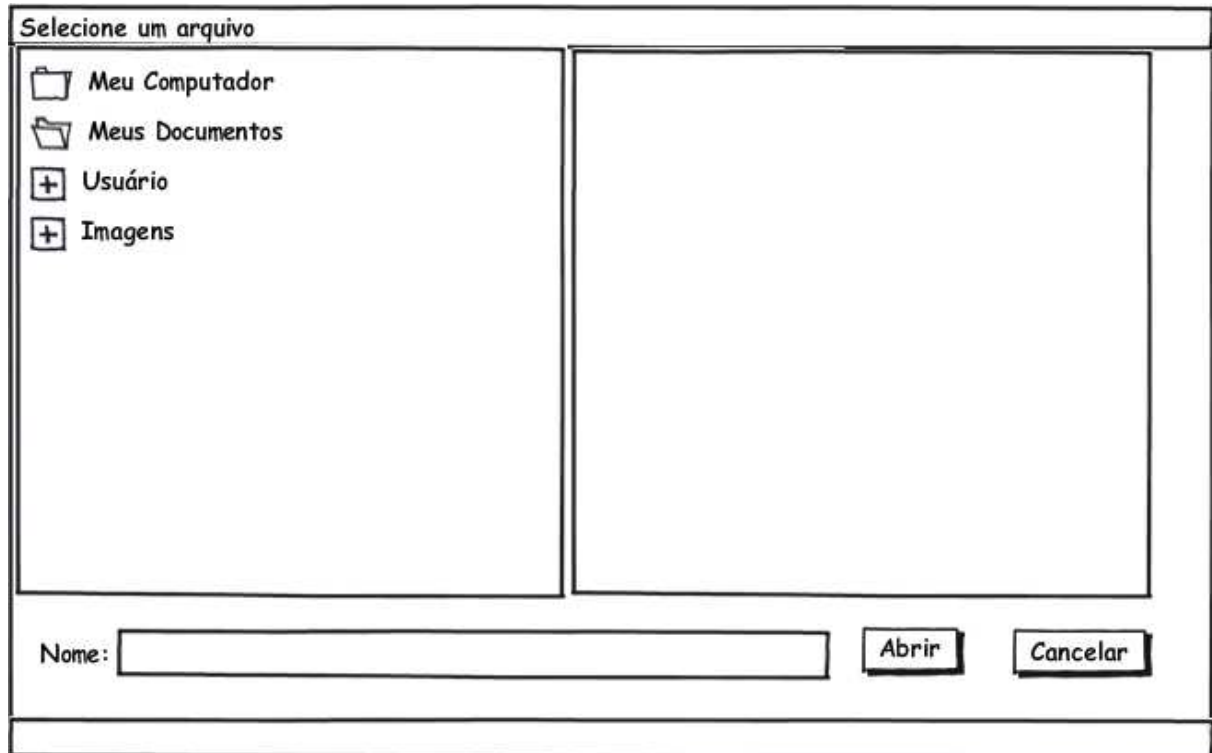 Selecione um arquivo
Meu Computador
Meus Documentos
Usuário
Imagens
Nome:
Abrir
Cancelar